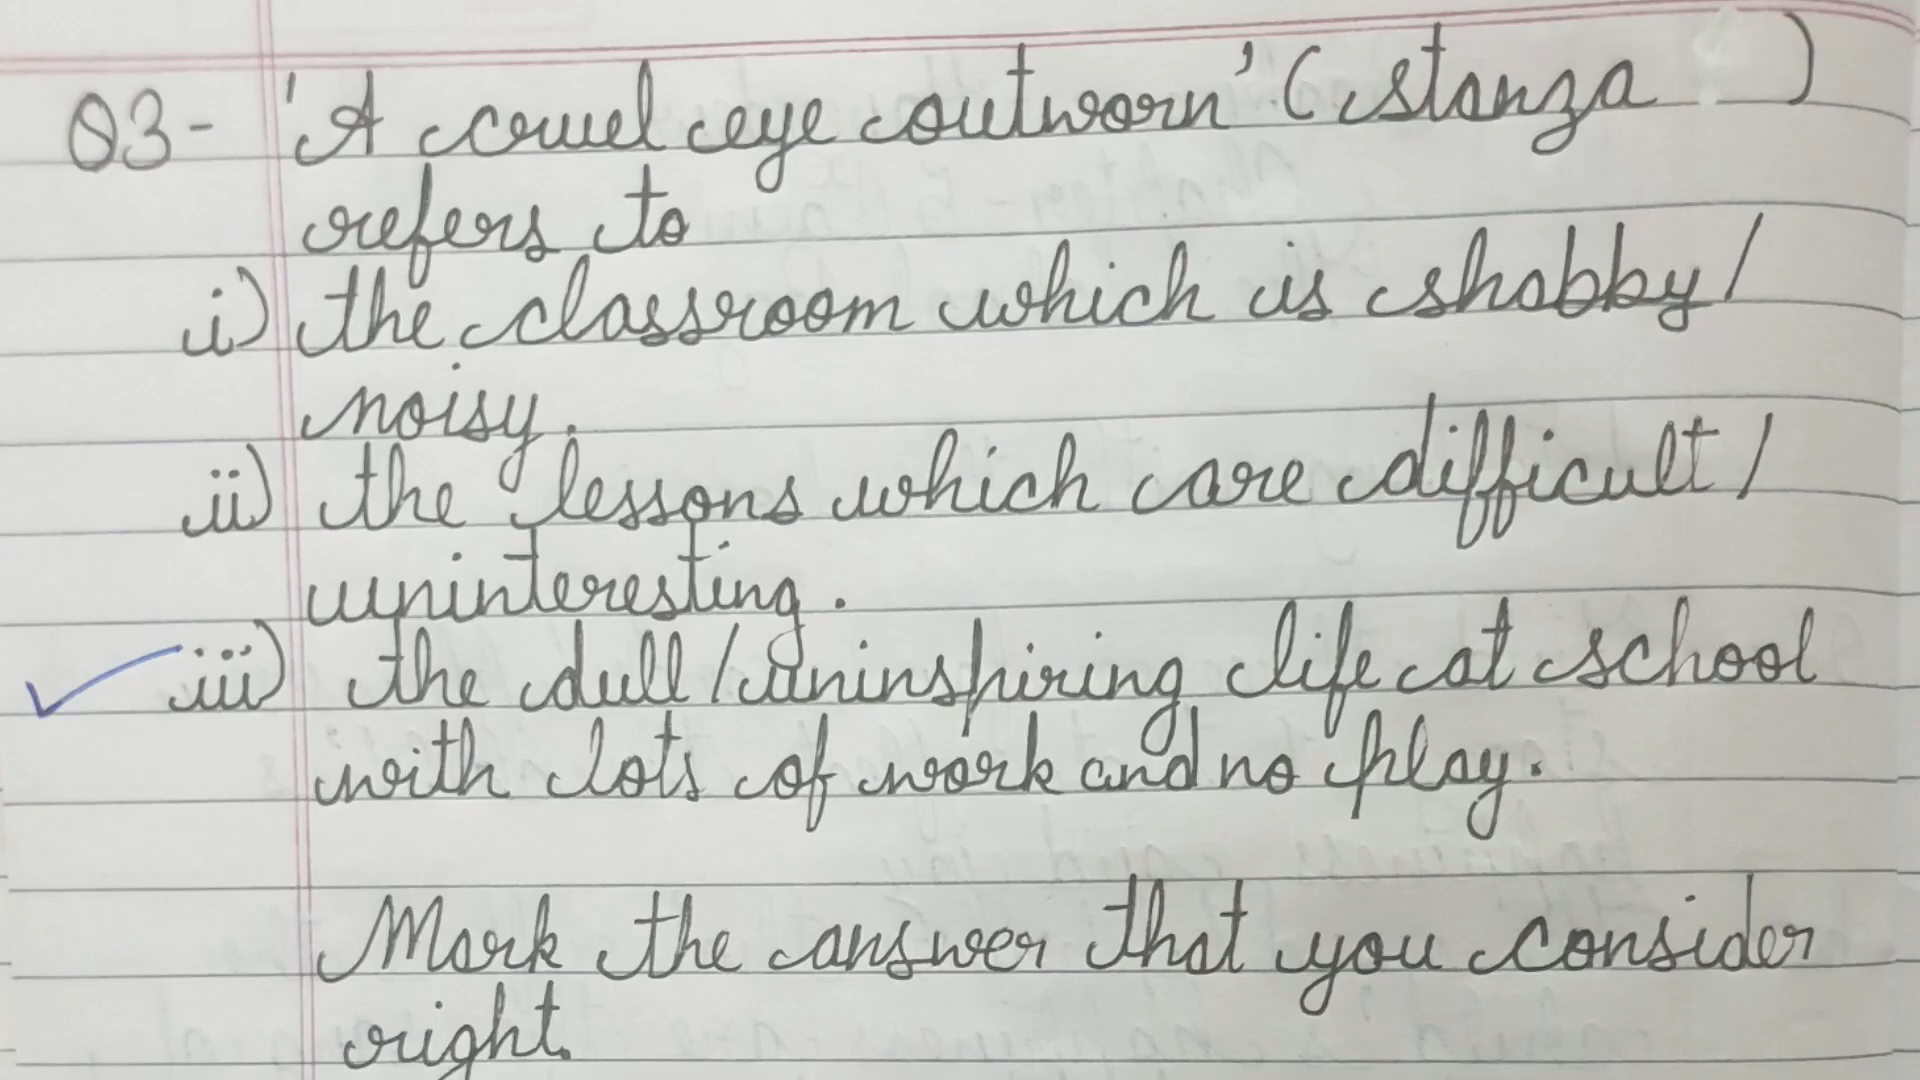 Q3- 'A cruel eye outworn' (stanza )
refers to
i) the classroom which is shabby/
noisy.
ii) the lessons which are difficult/
uninteresting.
iii) the dull/uninspiring life at school
with lots of work and no play.
Mark the answer that you consider
right.